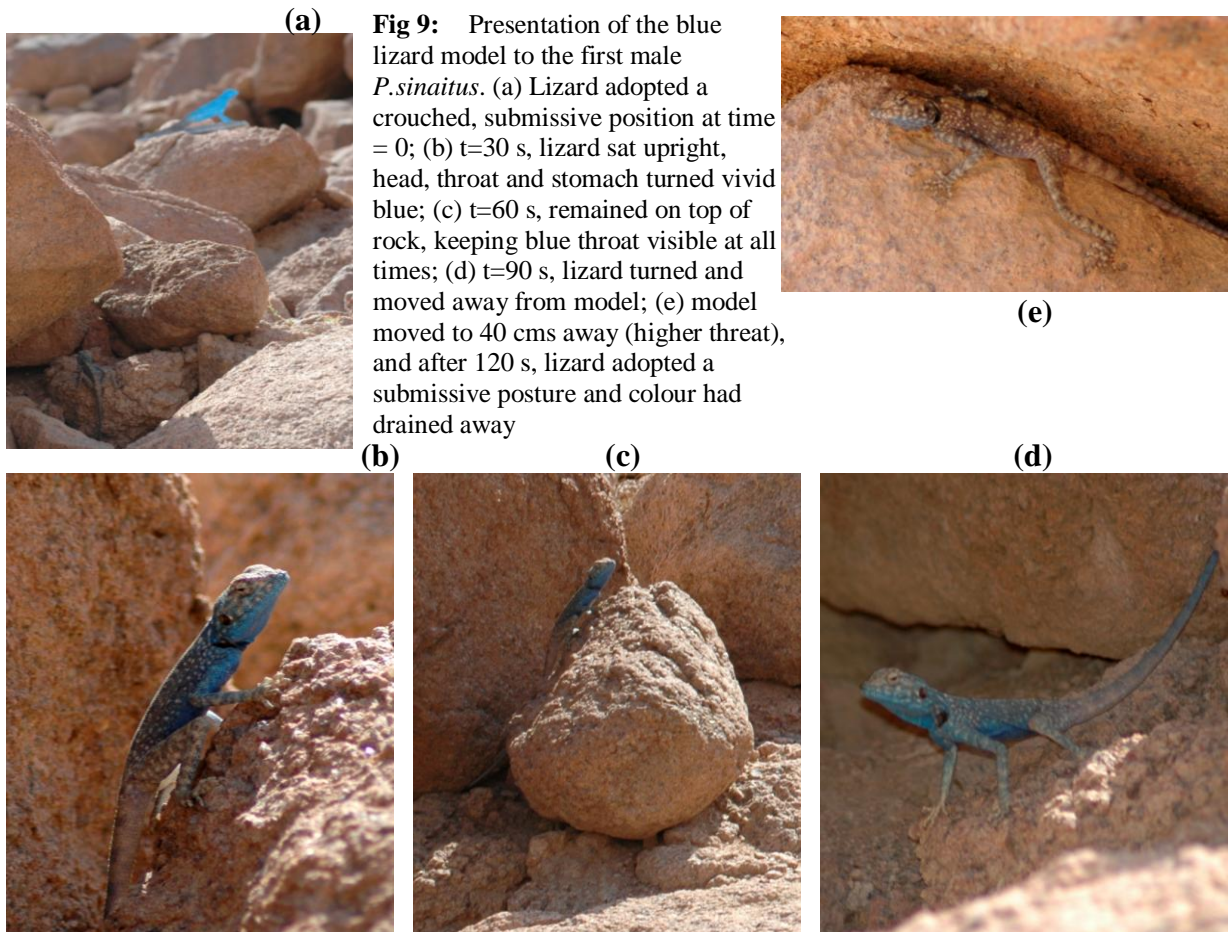 (a)
Fig 9: Presentation of the blue
lizard model to the first male
P.sinaitus. (a) Lizard adopted a
crouched, submissive position at time
= 0; (b) t=30 s, lizard sat upright,
head, throat and stomach turned vivid
blue; (c) t=60 s, remained on top of
rock, keeping blue throat visible at all
times; (d) t=90 s, lizard turned and
moved away from model; (e) model
moved to 40 cms away (higher threat),
and after 120 s, lizard adopted a
submissive posture and colour had
drained away
(e)
(b)
(c)
(d)